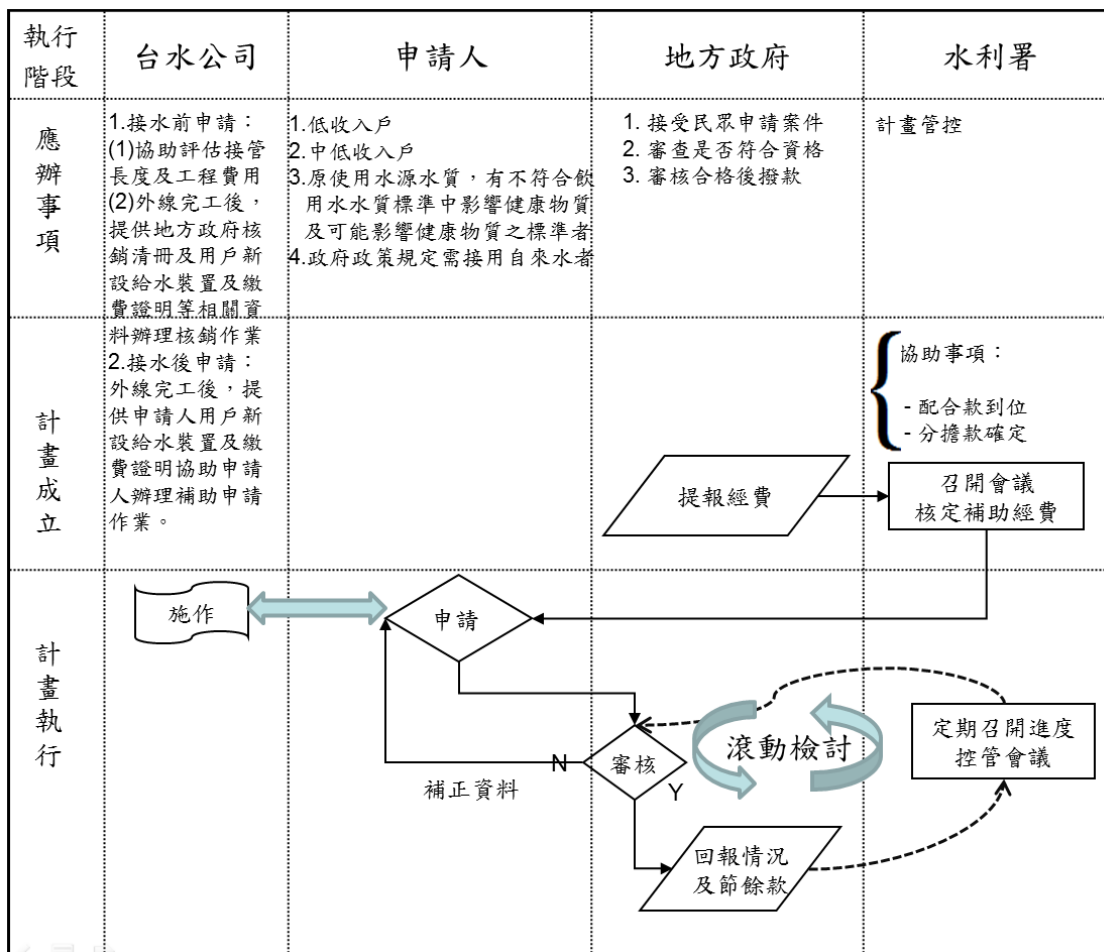 執行
階段
台水公司
申請人
地方政府
水利署
應
辦
事
項
1.接水前申請：
(1)協助評估接管
長度及工程費用
(2)外線完工後，
提供地方政府核
銷清冊及用戶新
設給水裝置及繳
費證明等相關資
料辦理核銷作業
2.接水後申請：
外線完工後，提
供申請人用戶新
設給水裝置及繳
費證明協助申請
人辦理補助申請
作業。
1.低收入戶
2.中低收入戶
3.原使用水源水質，有不符合飲
用水水質標準中影響健康物質
及可能影響健康物質之標準者
4.政府政策規定需接用自來水者
1. 接受民眾申請案件
2. 審查是否符合資格
3. 審核合格後撥款
計畫管控
計
畫
成
立
協助事項：
- 配合款到位
- 分擔款確定
提報經費
召開會議
核定補助經費
計
畫
執
行
施作
申請
審核
N
Y
補正資料
滾動檢討
定期召開進度
控管會議
回報情況
及節餘款